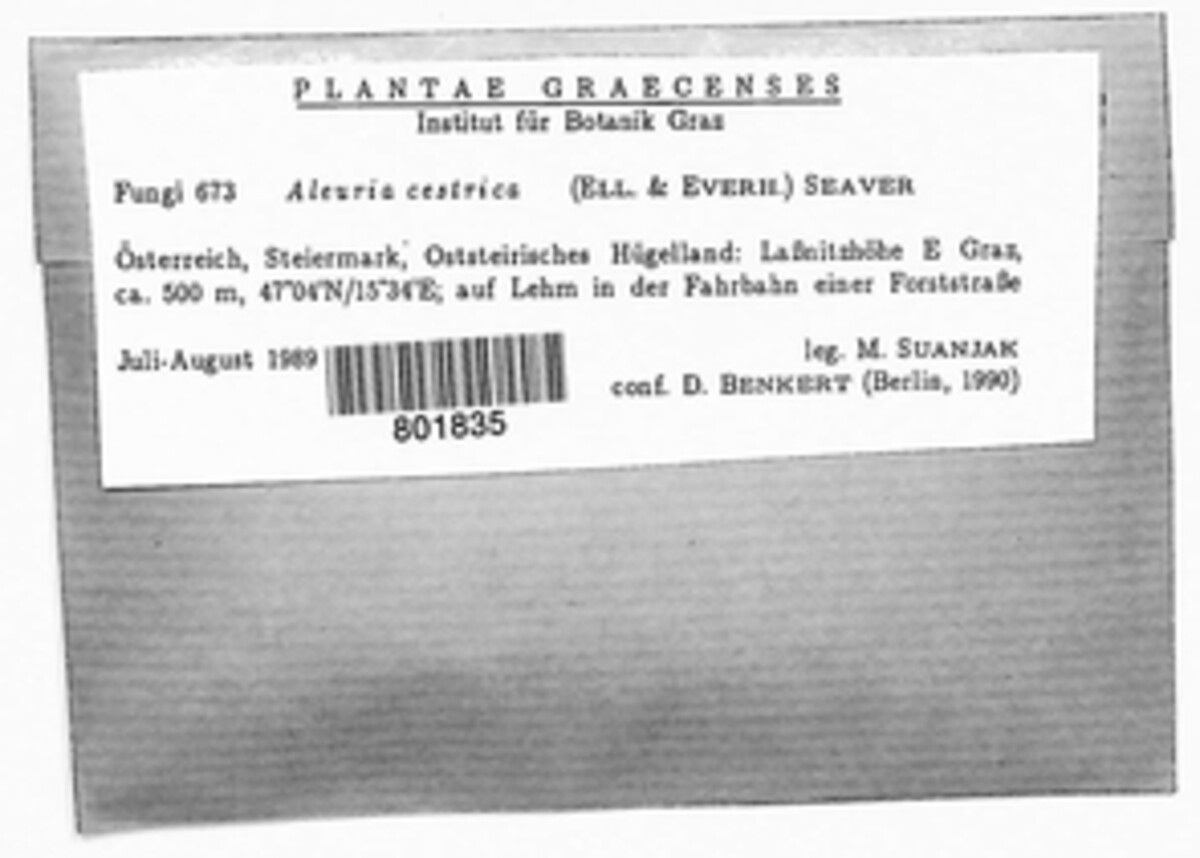 PLANTAE GRAECENSES
Institut für Botanik Graz
Fungi 673 Aleuria cestrica (ELL. & EVERH.) SEAVER
Österreich, Steiermark, Oststeirisches Hügelland: Laßnitzhöhe E Graz,
ca. 500 m, 47°04'N/15°34'E; auf Lehm in der Fahrbahn einer Forststraße
Juli-August 1989
leg. M. SUANJAK
conf. D. BENKERT (Berlin, 1990)
801835